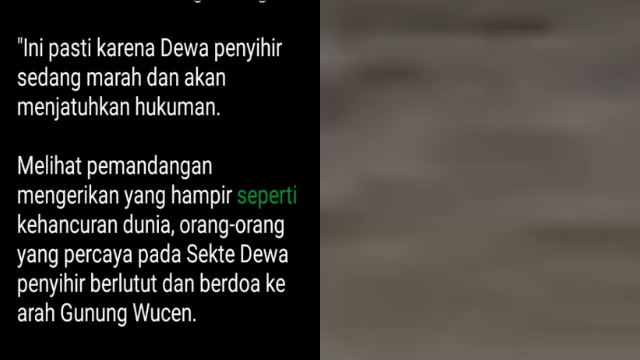 "Ini pasti karena Dewa penyihir
sedang marah dan akan
menjatuhkan hukuman.
Melihat pemandangan
mengerikan yang hampir seperti
kehancuran dunia, orang-orang
yang percaya pada Sekte Dewa
penyihir berlutut dan berdoa ke
arah Gunung Wucen.